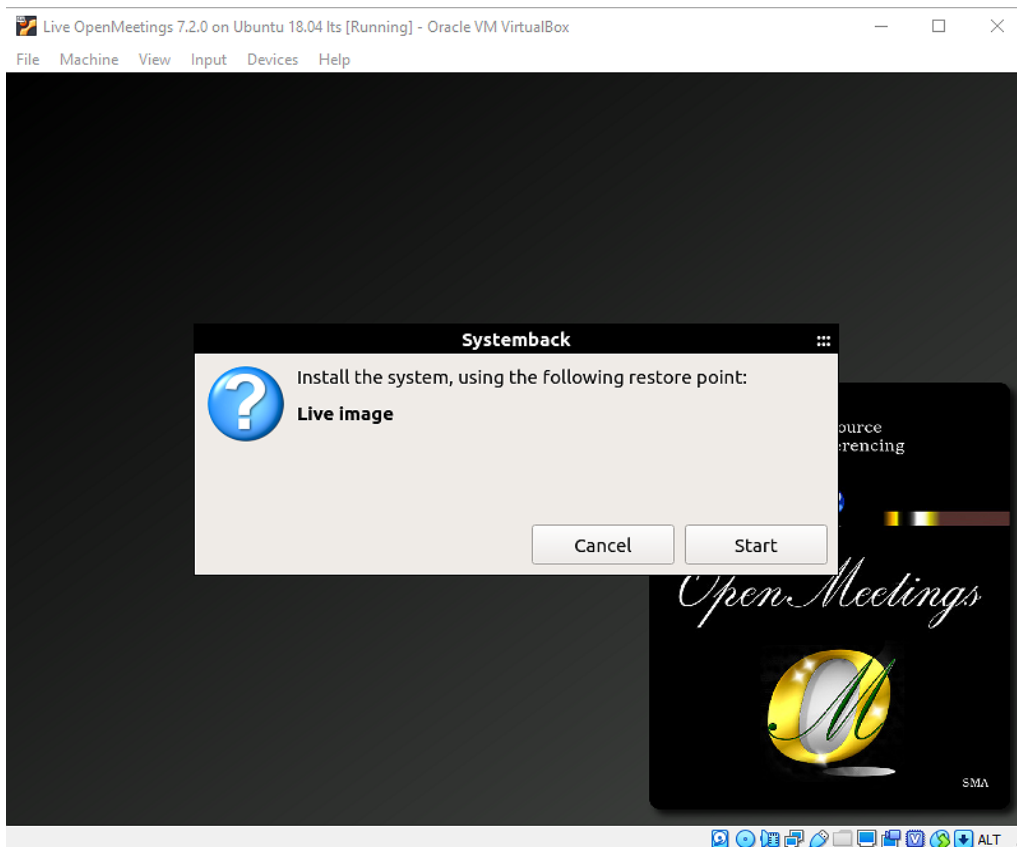 Live OpenMeetings 7.2.0 on Ubuntu 18.04 lts [Running] - Oracle VM VirtualBox
File Machine View Input Devices Help
Systemback
Install the system, using the following restore point:
Live image
Cancel Start
ource
erencing
OpenMeetings
SMA
ALT